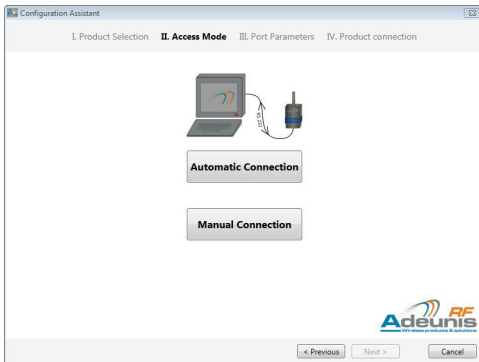 Configuration Assistant
I. Product Selection II. Access Mode III. Port Parameters IV. Product connection
RS 232
Automatic Connection
Manual Connection
Adeunis RF
Wireless products & solutions
< Previous Next > Cancel